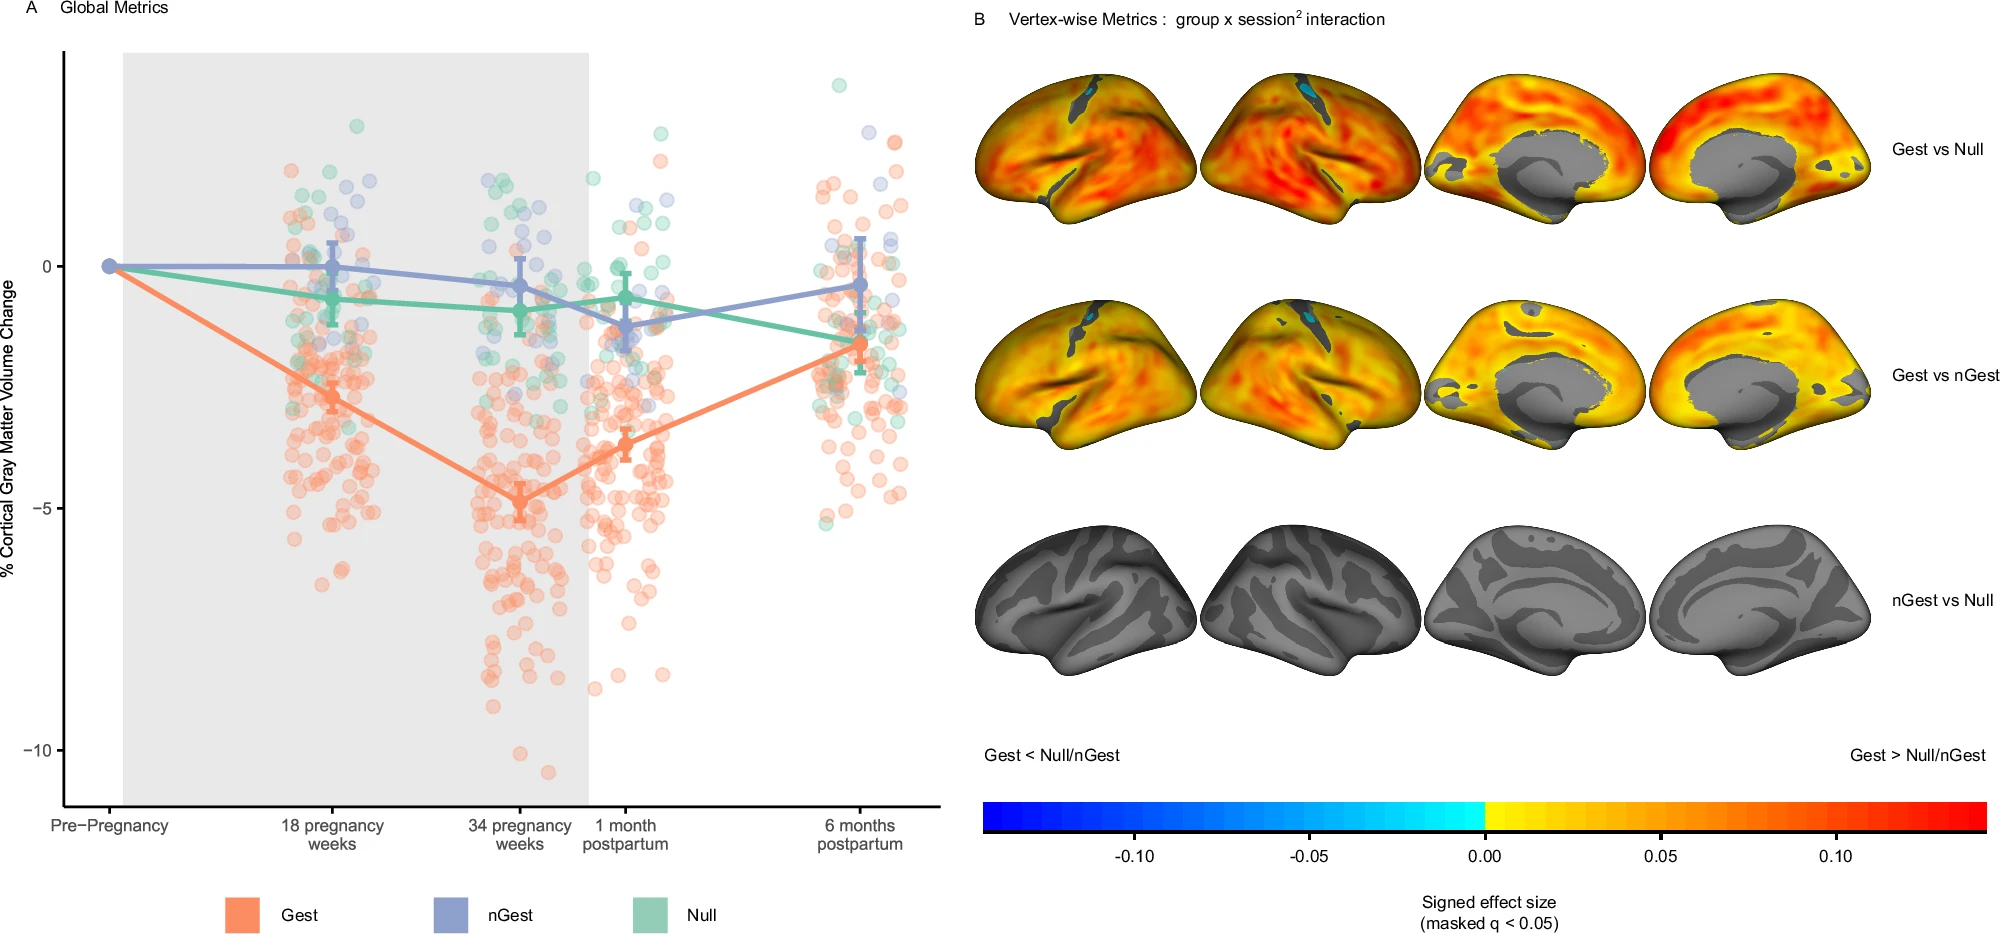 A Global Metrics
% Cortical Gray Matter Volume Change
0
−5
−10
Pre−Pregnancy
18 pregnancy
weeks
34 pregnancy
weeks
1 month
postpartum
6 months
postpartum
Gest
nGest
Null
B Vertex-wise Metrics : group x session² interaction
Gest vs Null
Gest vs nGest
nGest vs Null
Gest < Null/nGest
Gest > Null/nGest
-0.10
-0.05
0.00
0.05
0.10
Signed effect size
(masked q < 0.05)